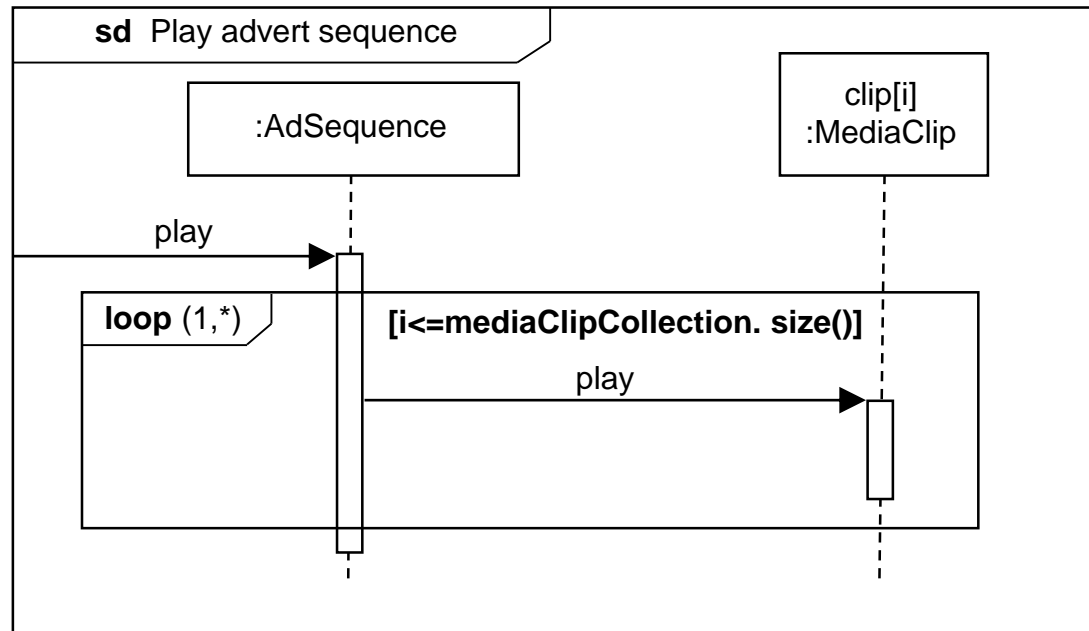 sd Play advert sequence
:AdSequence
clip[i]
:MediaClip
play
loop (1,*)
[i<=mediaClipCollection. size()]
play